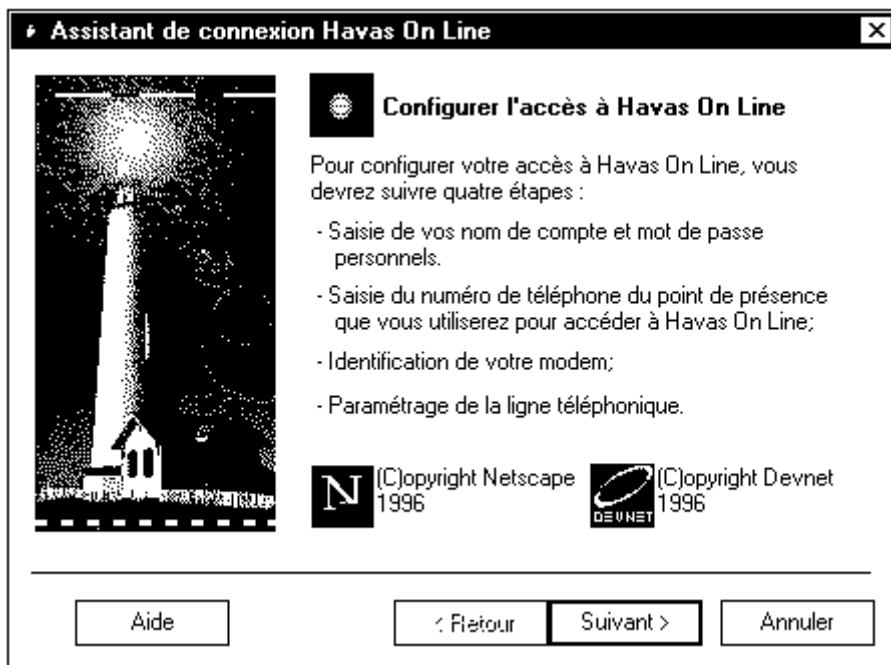 Assistant de connexion Havas On Line
Configurer l'accès à Havas On Line
Pour configurer votre accès à Havas On Line, vous
devrez suivre quatre étapes :
- Saisie de vos nom de compte et mot de passe
personnels.
- Saisie du numéro de téléphone du point de présence
que vous utiliserez pour accéder à Havas On Line;
- Identification de votre modem;
- Paramétrage de la ligne téléphonique.
N
(C)opyright Netscape
1996
DEVNET
(C)opyright Devnet
1996
Aide
< Retour
Suivant >
Annuler